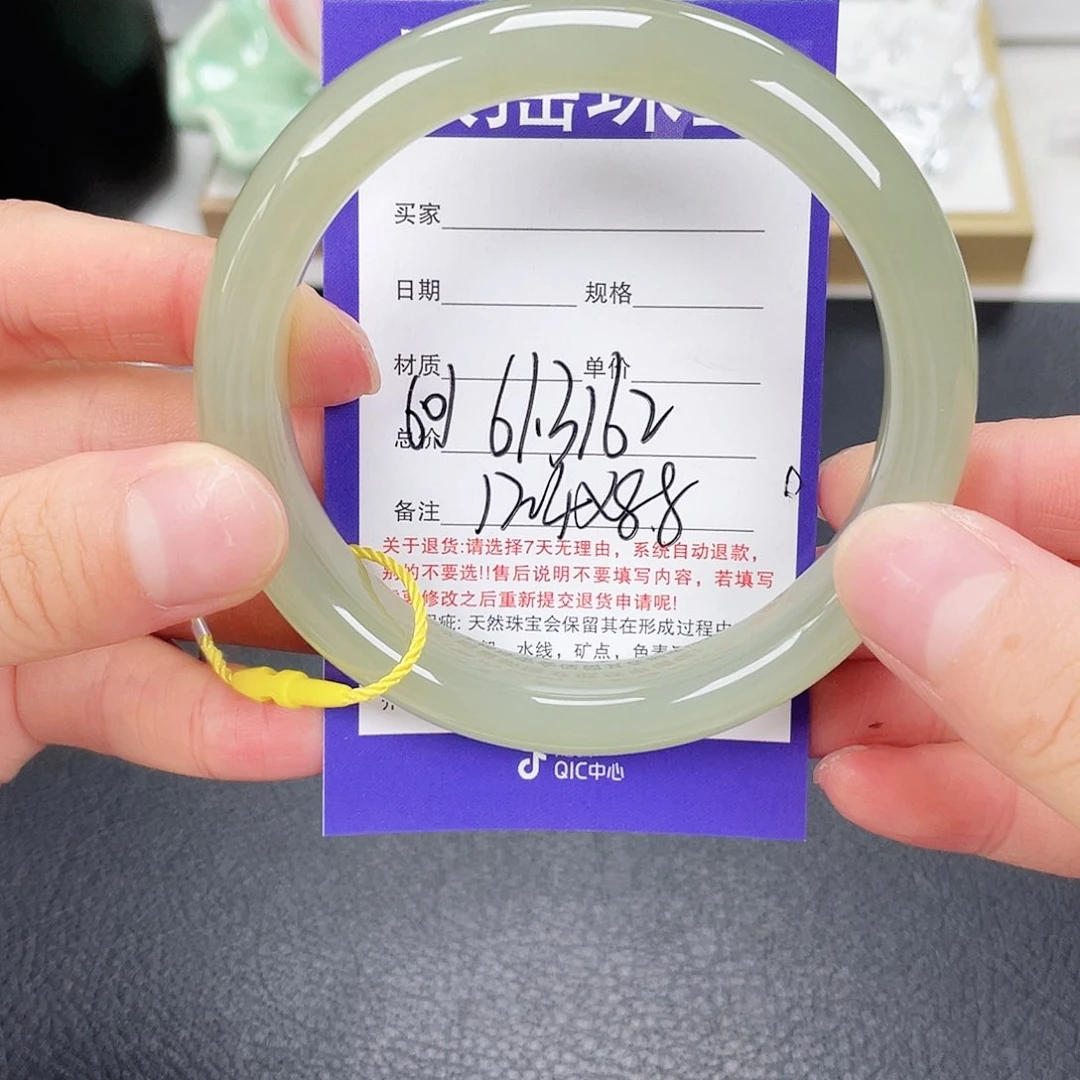 买家
日期 规格
材质 单价
601 61.3162
总价
12.4x8.8
备注
关于退货:请选择7天无理由，系统自动退款，
别的不要选!!售后说明不要填写内容，若填写
修改之后重新提交退货申请呢!
疵: 天然珠宝会保留其在形成过程中
水线，矿点，色素
QIC中心